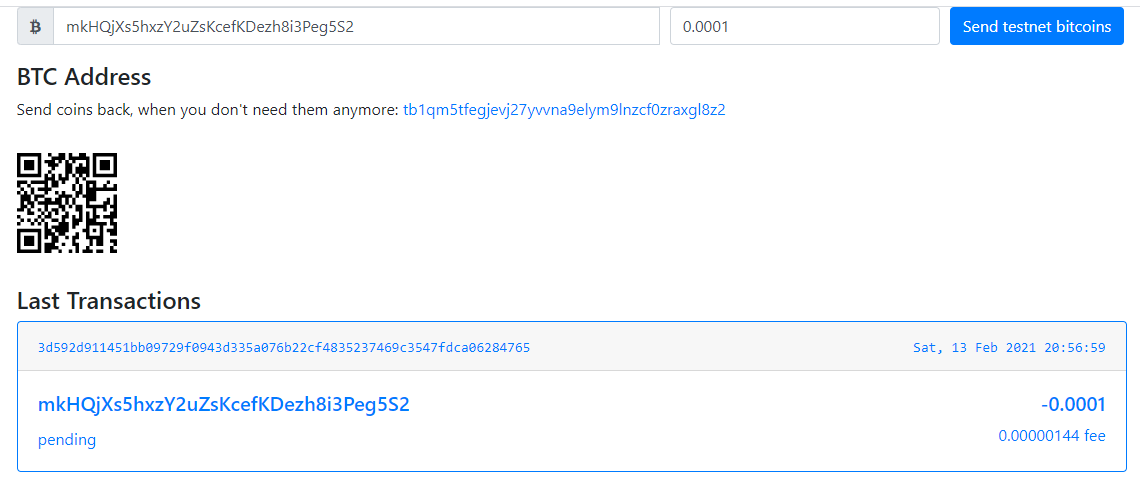 ₿ mkHQjXs5hxzY2uZsKcefKDezh8i3Peg5S2 0.0001 Send testnet bitcoins
BTC Address
Send coins back, when you don't need them anymore: tb1qm5tfegjevj27yvvna9elym9lnzcf0zraxgl8z2
Last Transactions
3d592d911451bb09729f0943d335a076b22cf4835237469c3547fdca06284765 Sat, 13 Feb 2021 20:56:59
mkHQjXs5hxzY2uZsKcefKDezh8i3Peg5S2 -0.0001
pending 0.00000144 fee